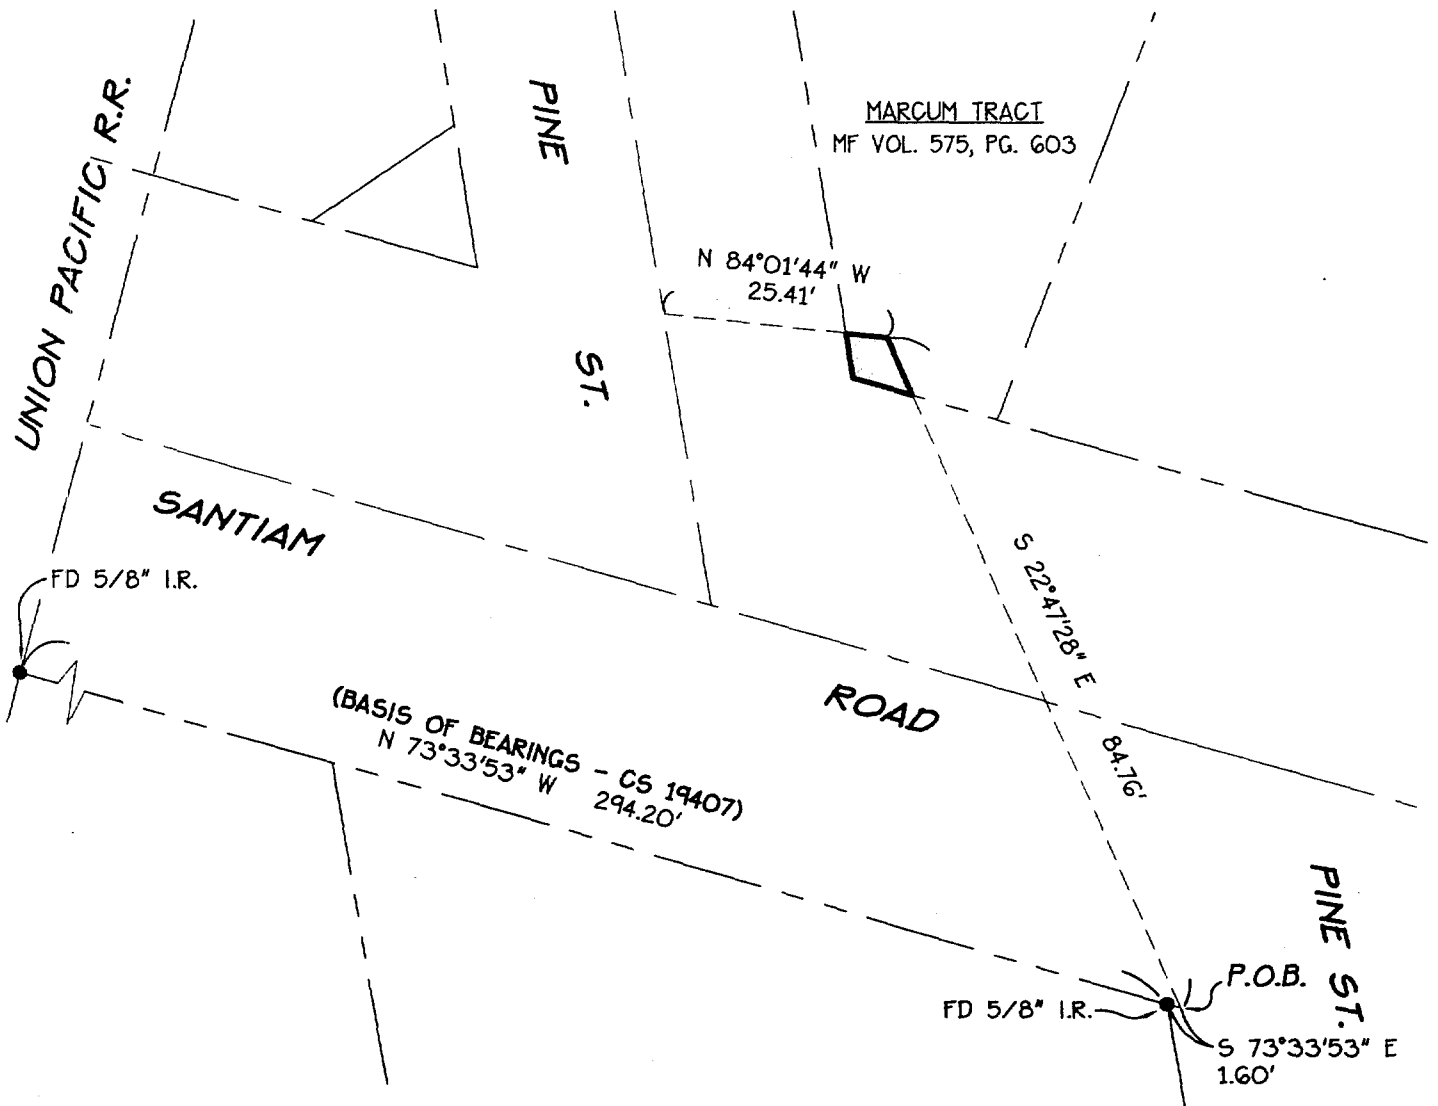 UNION PACIFIC R.R.
PINE
ST.
MARCUM TRACT
MF VOL. 575, PG. 603
N 84°01'44" W
25.41'
SANTIAM
ROAD
FD 5/8" I.R.
(BASIS OF BEARINGS - CS 19407)
N 73°33'53" W 294.20'
S 22°47'28" E 84.76'
PINE ST.
P.O.B.
FD 5/8" I.R.
S 73°33'53" E
1.60'